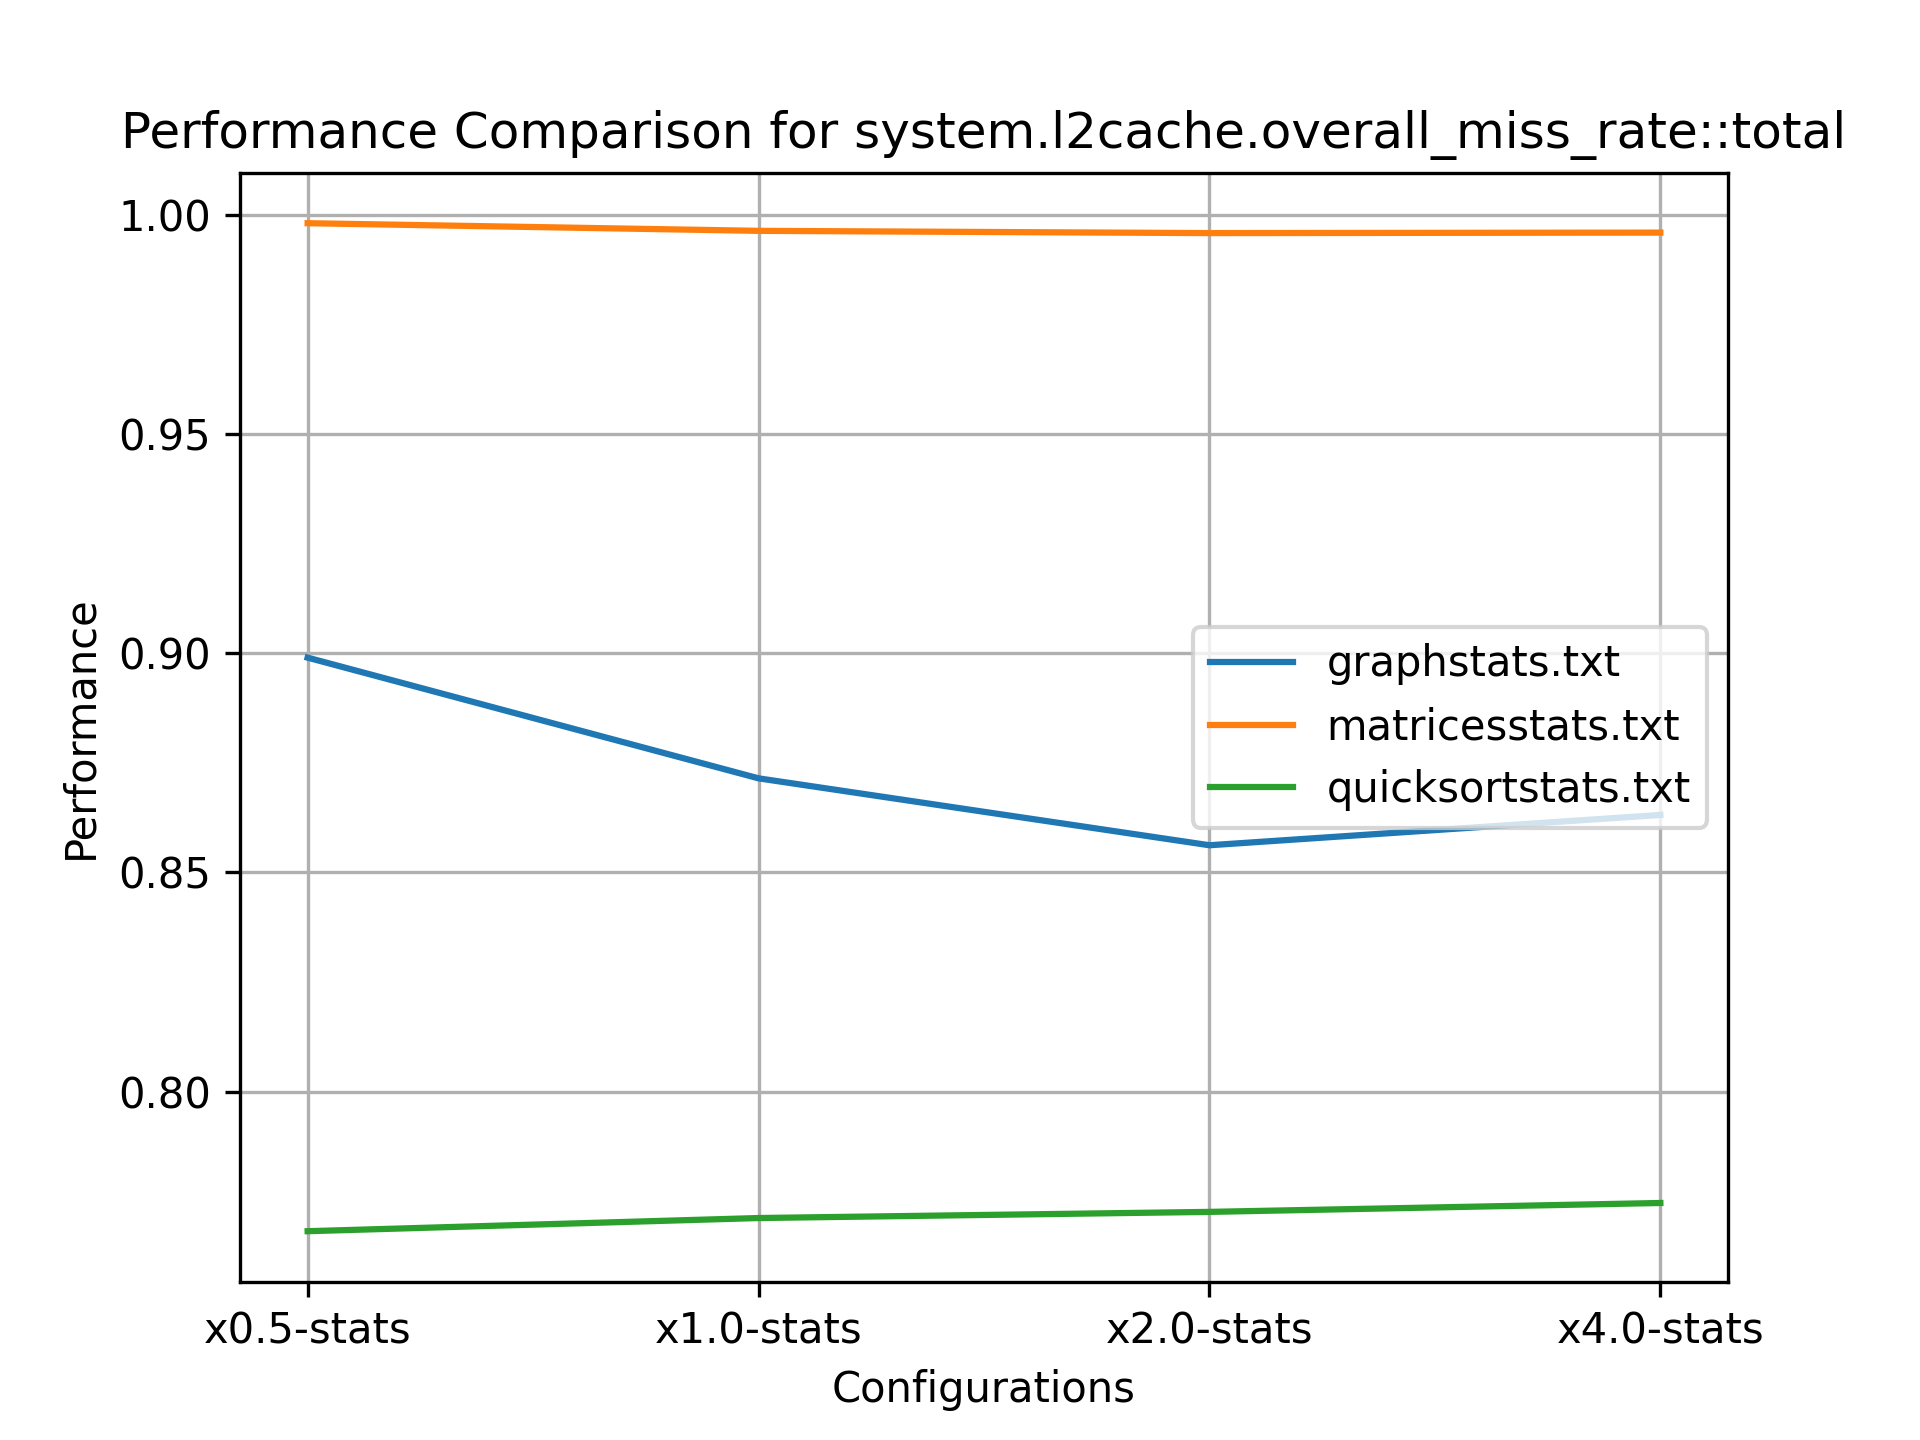 Performance Comparison for system.l2cache.overall_miss_rate::total
1.00
0.95
0.90
0.85
0.80
Performance
graphstats.txt
matricesstats.txt
quicksortstats.txt
x0.5-stats x1.0-stats x2.0-stats x4.0-stats
Configurations